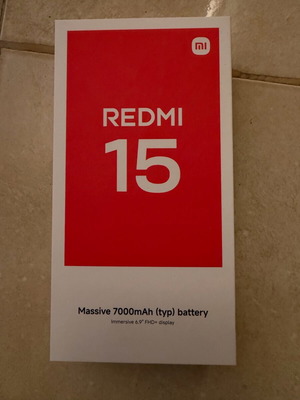 mi
REDMI
15
Massive 7000mAh (typ) battery
Immersive 6.9" FHD+ display